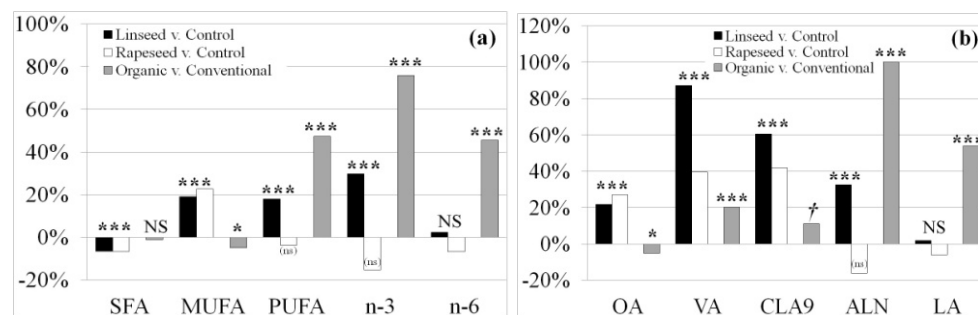 100%
80%
60%
40%
20%
0%
-20%
Linseed v. Control
Rapeseed v. Control
Organic v. Conventional
(a)
*** NS
***
*
***
(ns)
***
***
(ns)
***
NS
***
SFA MUFA PUFA n-3 n-6
120%
100%
80%
60%
40%
20%
0%
-20%
Linseed v. Control
Rapeseed v. Control
Organic v. Conventional
(b)
***
*
***
***
***
†
***
(ns)
***
NS
***
OA VA CLA9 ALN LA